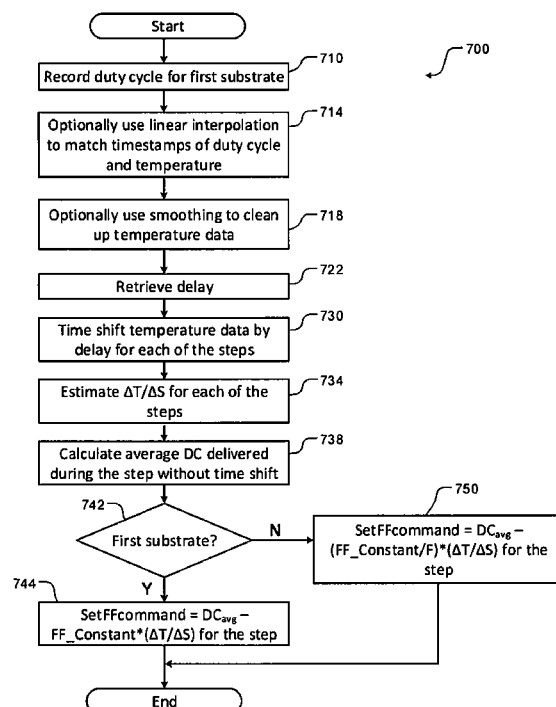 Start
700
710
Record duty cycle for first substrate
714
Optionally use linear interpolation
to match timestamps of duty cycle
and temperature
718
Optionally use smoothing to clean
up temperature data
722
Retrieve delay
730
Time shift temperature data by
delay for each of the steps
734
Estimate ΔT/ΔS for each of the
steps
738
Calculate average DC delivered
during the step without time shift
742
First substrate?
N
Y
750
SetFFcommand = DCavg –
(FF_Constant/F)*(ΔT/ΔS) for the
step
744
SetFFcommand = DCavg –
FF_Constant*(ΔT/ΔS) for the step
End